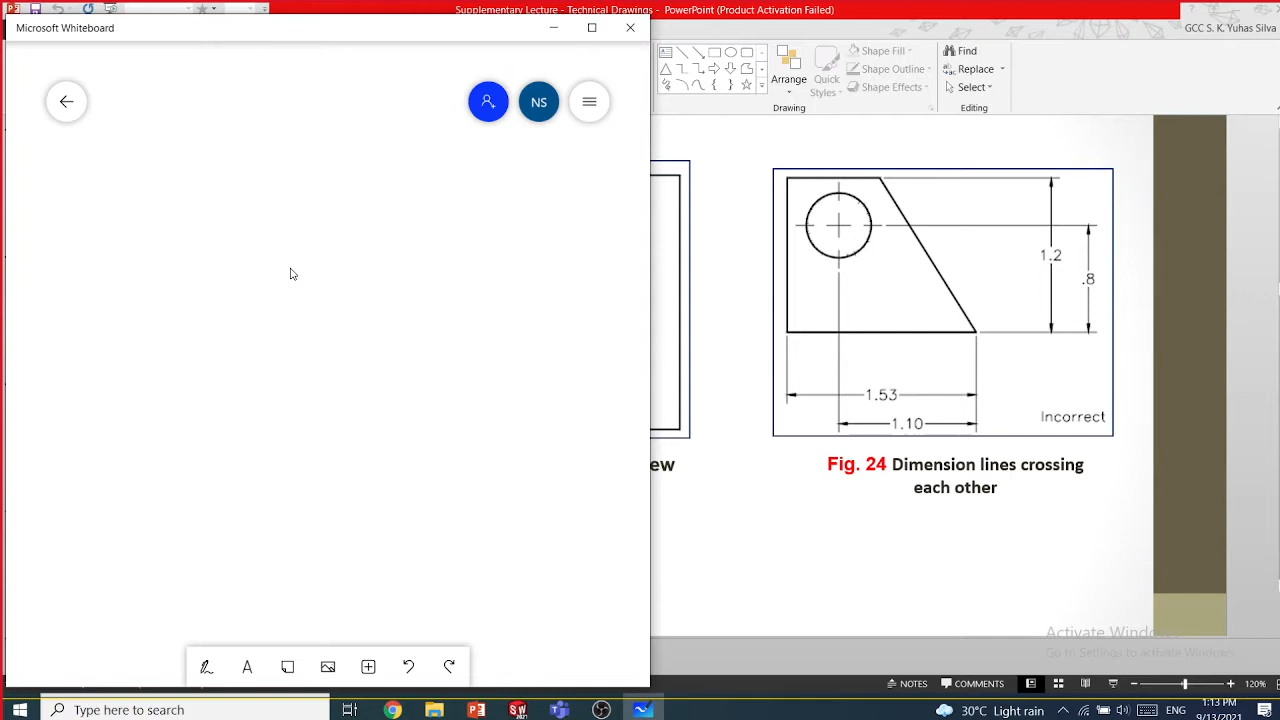 Supplementary Lecture - Technical Drawings - PowerPoint (Product Activation Failed)
Microsoft Whiteboard
GCC S. K. Yuhas Silva
NS
Arrange
Quick
Styles
Shape Fill
Shape Outline
Shape Effects
Find
Replace
Select
Drawing
Editing
1.2
.8
1.53
1.10
Incorrect
ew
Fig. 24 Dimension lines crossing
each other
Activate Windows
Go to Settings to activate Windows.
NOTES
COMMENTS
120%
Type here to search
30°C Light rain
ENG
1:13 PM
9/13/2021